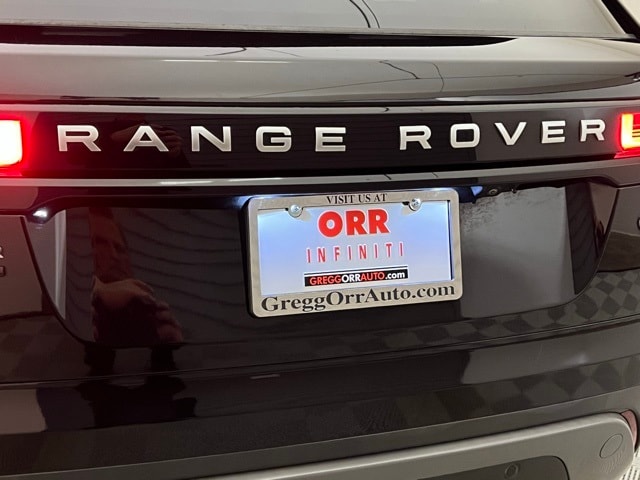 RANGE ROVER
VISIT US AT
ORR
INFINITI
GREGGORRAUTO.com
GreggOrrAuto.com